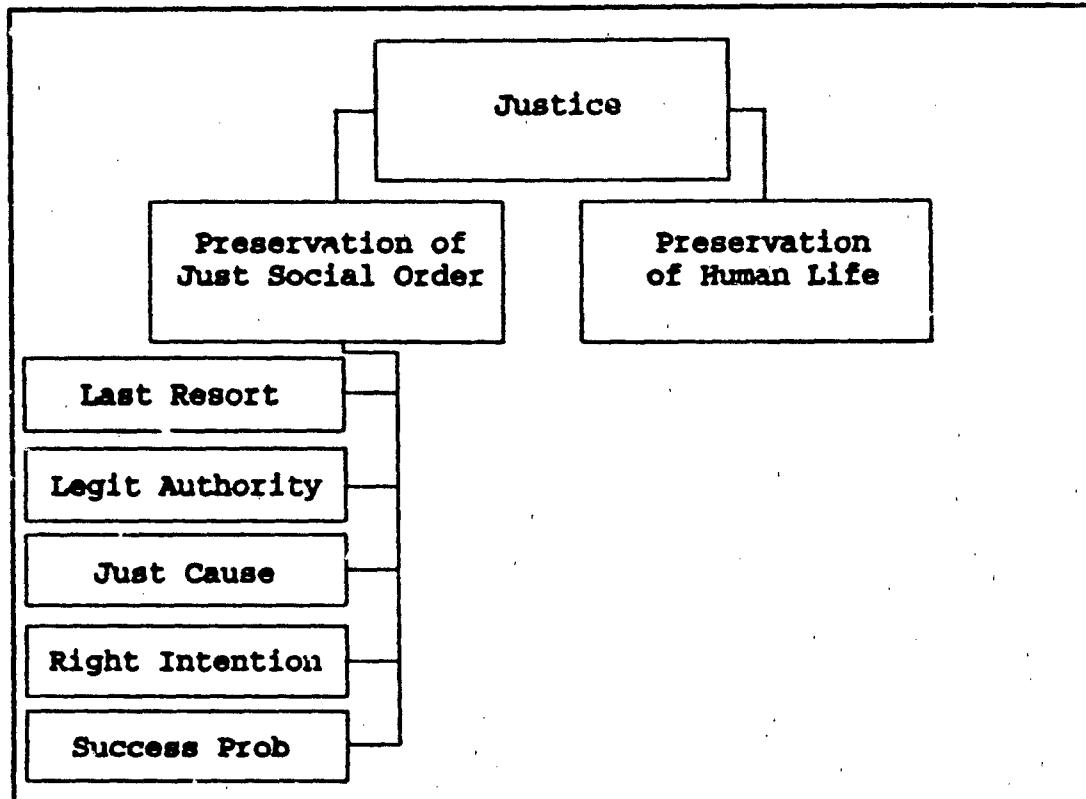 Justice
Preservation of
Just Social Order
Preservation
of Human Life
Last Resort
Legit Authority
Just Cause
Right Intention
Success Prob